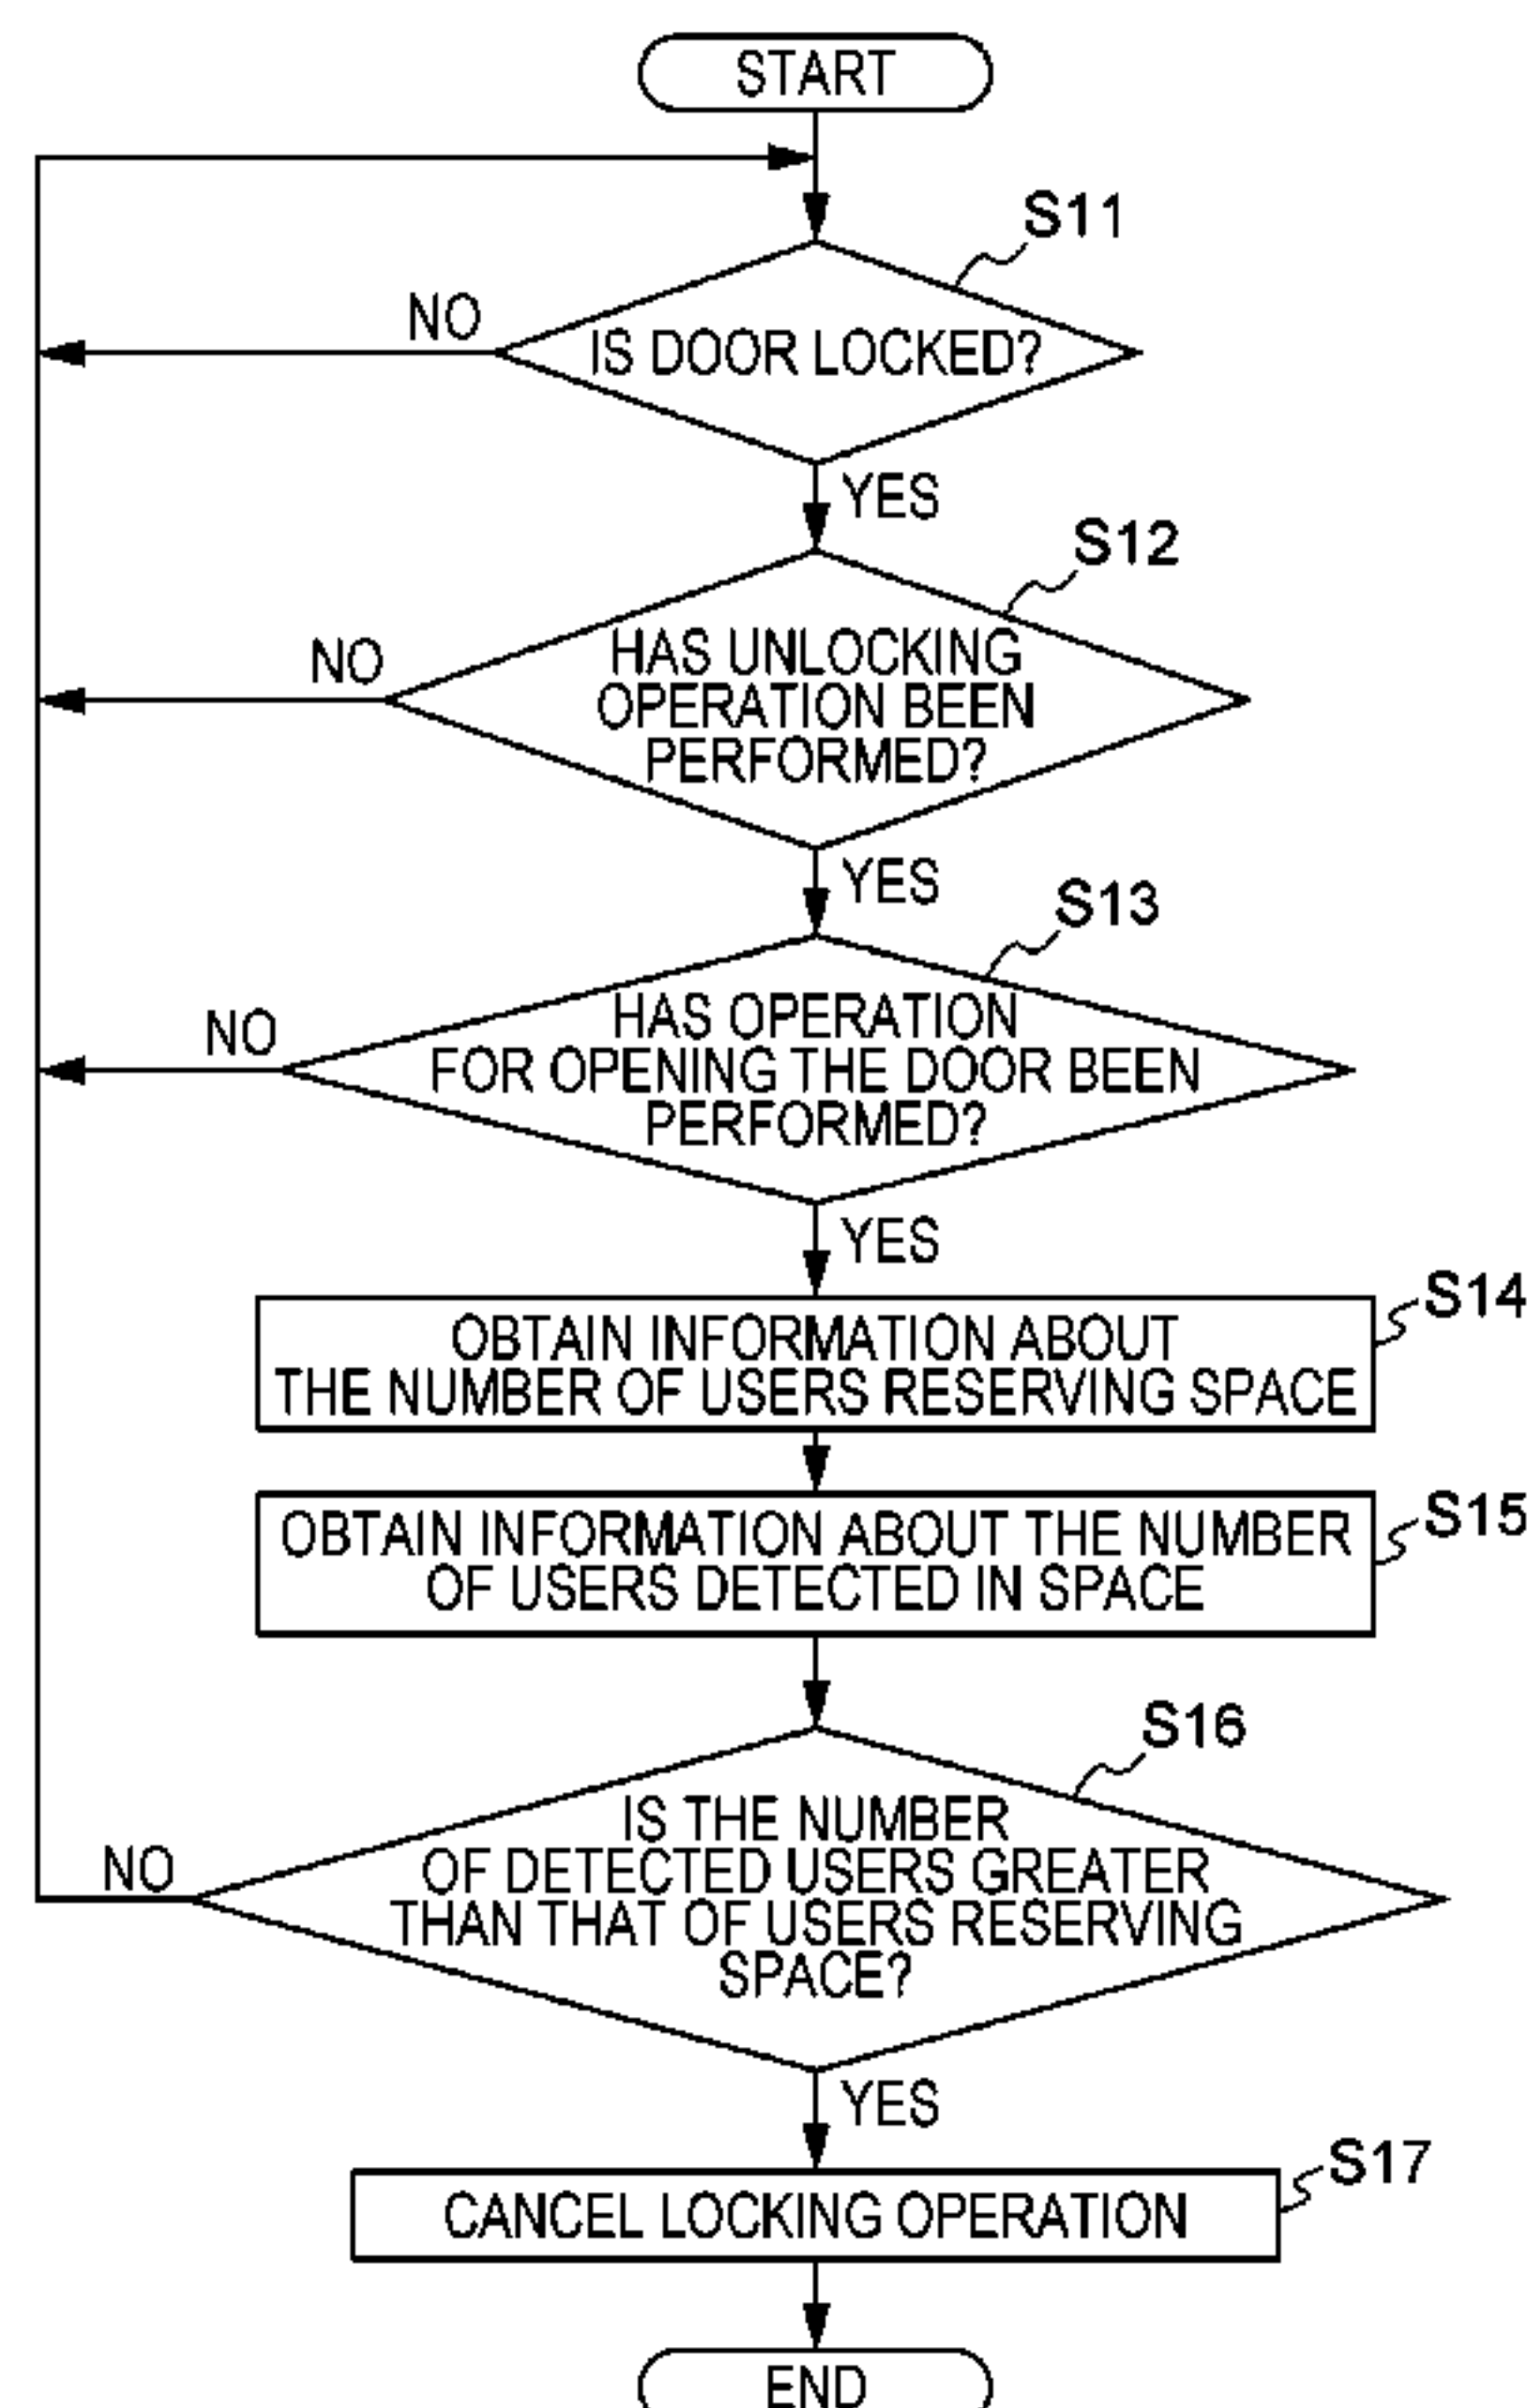 START
S11
NO
IS DOOR LOCKED?
YES
S12
NO
HAS UNLOCKING
OPERATION BEEN
PERFORMED?
YES
S13
NO
HAS OPERATION
FOR OPENING THE DOOR BEEN
PERFORMED?
YES
S14
OBTAIN INFORMATION ABOUT
THE NUMBER OF USERS RESERVING SPACE
S15
OBTAIN INFORMATION ABOUT THE NUMBER
OF USERS DETECTED IN SPACE
S16
NO
IS THE NUMBER
OF DETECTED USERS GREATER
THAN THAT OF USERS RESERVING
SPACE?
YES
S17
CANCEL LOCKING OPERATION
END